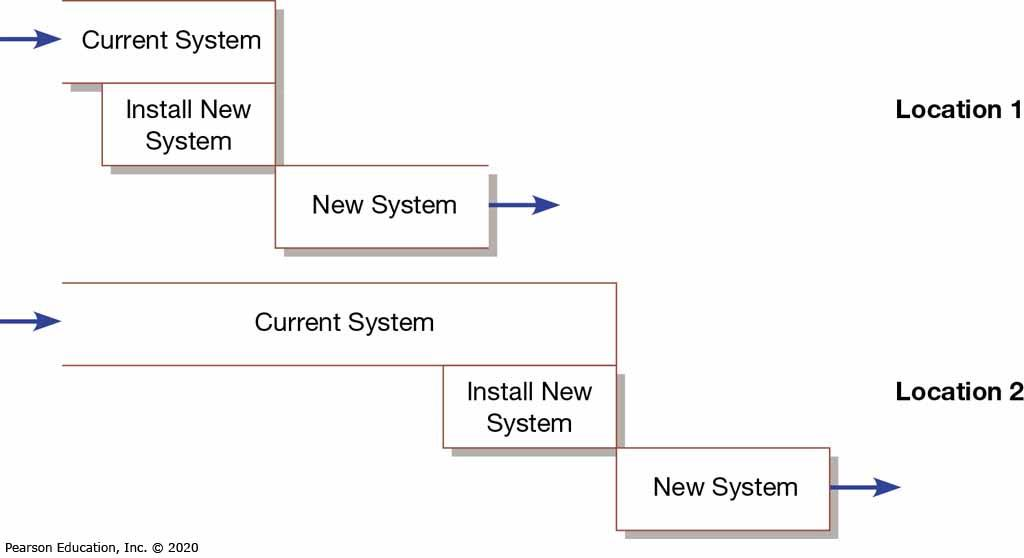 Current System
Install New
System
Location 1
New System
Current System
Install New
System
Location 2
New System
Pearson Education, Inc. © 2020